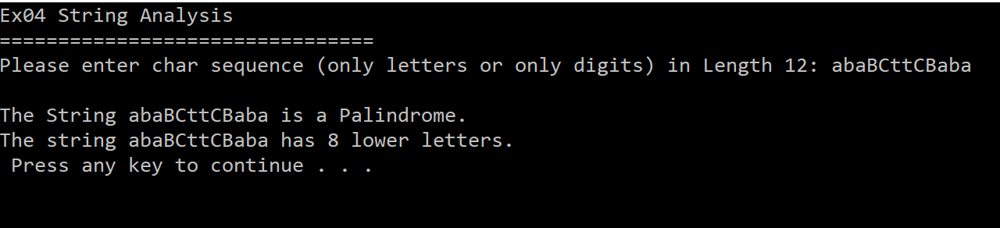 Ex04 String Analysis
================================
Please enter char sequence (only letters or only digits) in Length 12: abaBCttCBaba
The String abaBCttCBaba is a Palindrome.
The string abaBCttCBaba has 8 lower letters.
Press any key to continue . . .